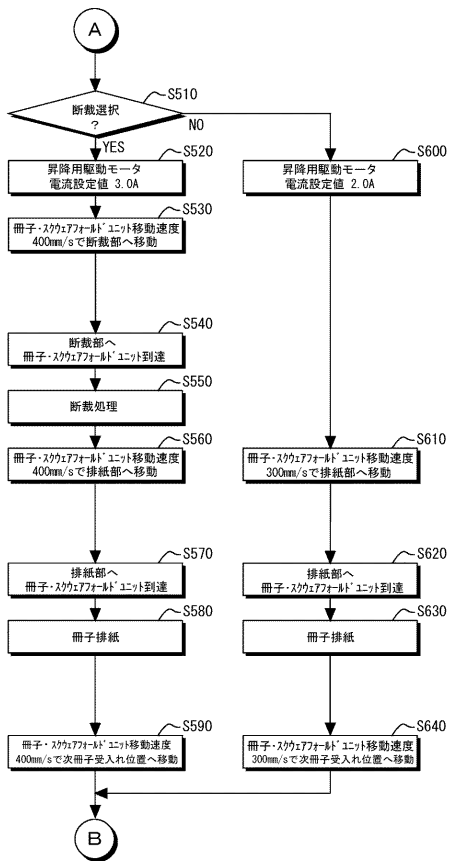 A
S510
断裁選択
?
NO
YES
S520
昇降用駆動モータ
電流設定値 3.0A
S530
冊子・スクウェアフォールドユニット移動速度
400mm/sで断裁部へ移動
S540
断裁部へ
冊子・スクウェアフォールドユニット到達
S550
断裁処理
S560
冊子・スクウェアフォールドユニット移動速度
400mm/sで排紙部へ移動
S570
排紙部へ
冊子・スクウェアフォールドユニット到達
S580
冊子排紙
S590
冊子・スクウェアフォールドユニット移動速度
400mm/sで次冊子受入れ位置へ移動
S600
昇降用駆動モータ
電流設定値 2.0A
S610
冊子・スクウェアフォールドユニット移動速度
300mm/sで排紙部へ移動
S620
排紙部へ
冊子・スクウェアフォールドユニット到達
S630
冊子排紙
S640
冊子・スクウェアフォールドユニット移動速度
300mm/sで次冊子受入れ位置へ移動
B